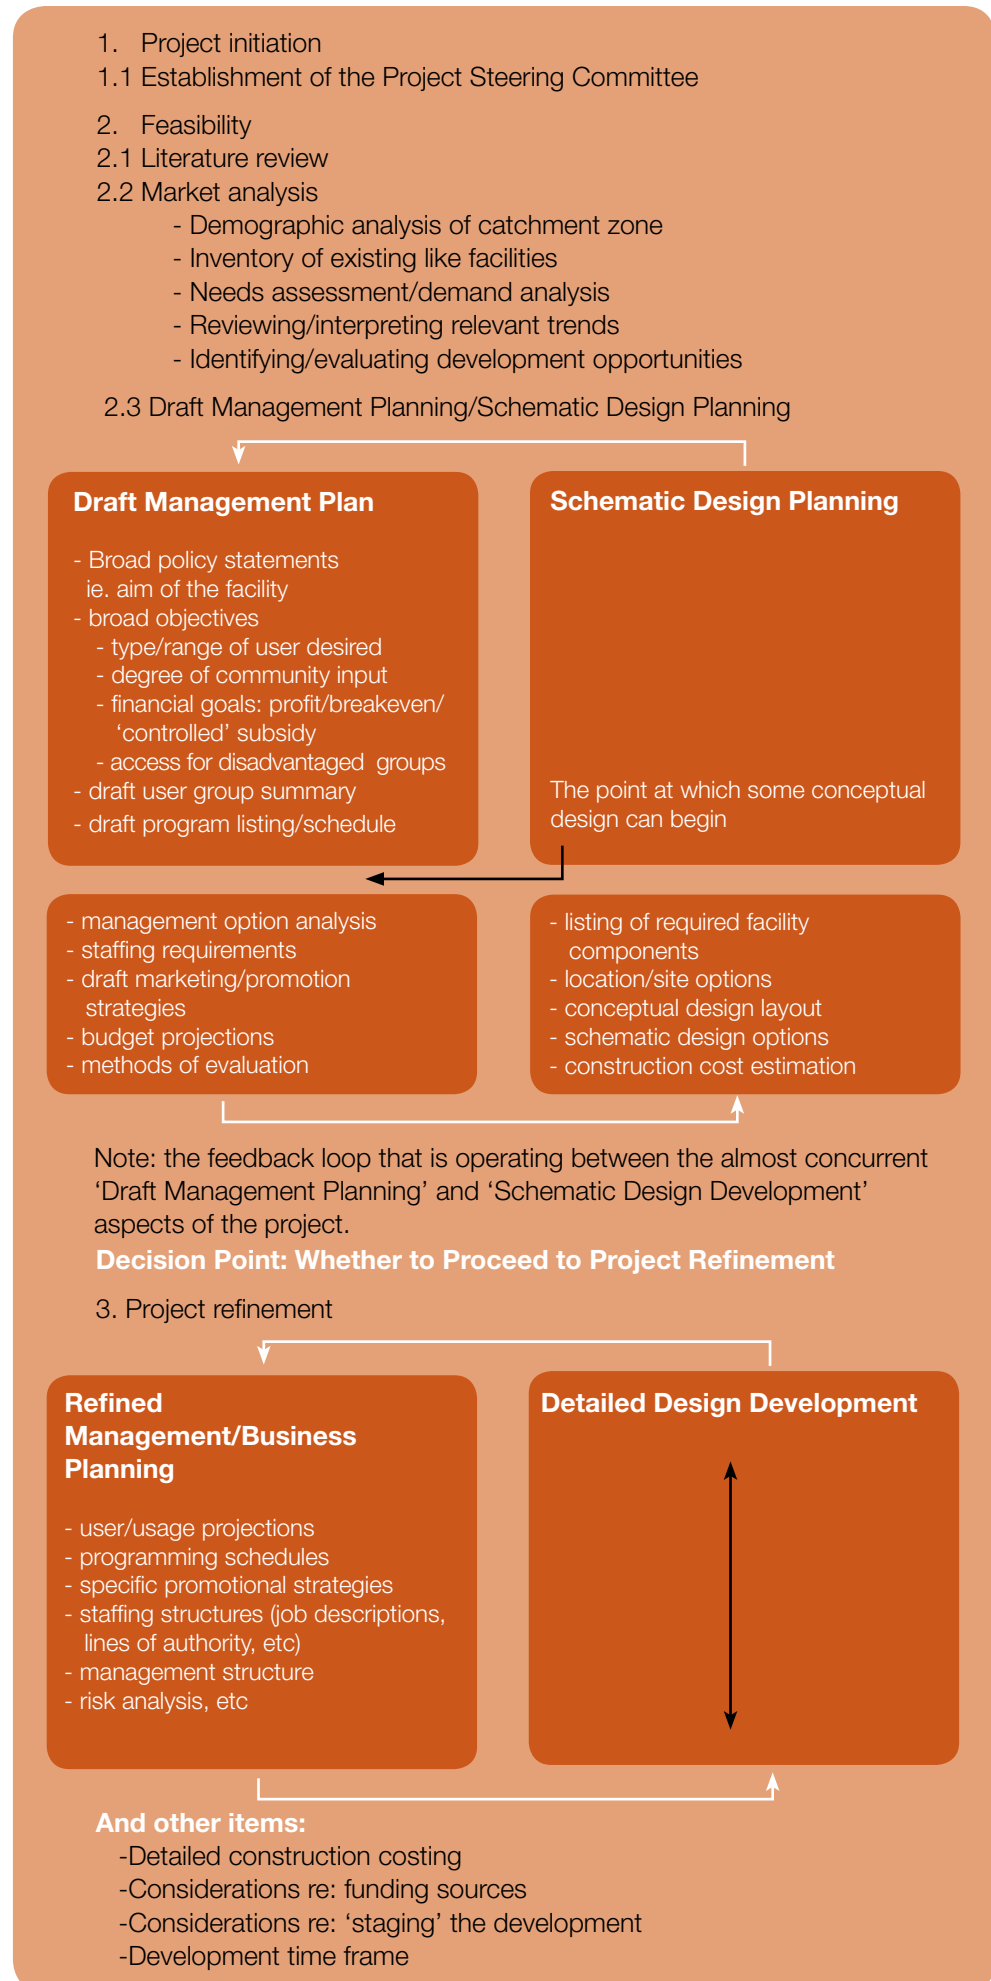 1. Project initiation
1.1 Establishment of the Project Steering Committee
2. Feasibility
2.1 Literature review
2.2 Market analysis
- Demographic analysis of catchment zone
- Inventory of existing like facilities
- Needs assessment/demand analysis
- Reviewing/interpreting relevant trends
- Identifying/evaluating development opportunities
2.3 Draft Management Planning/Schematic Design Planning
Draft Management Plan
- Broad policy statements
ie. aim of the facility
- broad objectives
- type/range of user desired
- degree of community input
- financial goals: profit/breakeven/
‘controlled’ subsidy
- access for disadvantaged groups
- draft user group summary
- draft program listing/schedule
Schematic Design Planning
The point at which some conceptual
design can begin
- management option analysis
- staffing requirements
- draft marketing/promotion
strategies
- budget projections
- methods of evaluation
- listing of required facility
components
- location/site options
- conceptual design layout
- schematic design options
- construction cost estimation
Note: the feedback loop that is operating between the almost concurrent
‘Draft Management Planning’ and ‘Schematic Design Development’
aspects of the project.
Decision Point: Whether to Proceed to Project Refinement
3. Project refinement
Refined
Management/Business
Planning
- user/usage projections
- programming schedules
- specific promotional strategies
- staffing structures (job descriptions,
lines of authority, etc)
- management structure
- risk analysis, etc
Detailed Design Development
And other items:
-Detailed construction costing
-Considerations re: funding sources
-Considerations re: ‘staging’ the development
-Development time frame